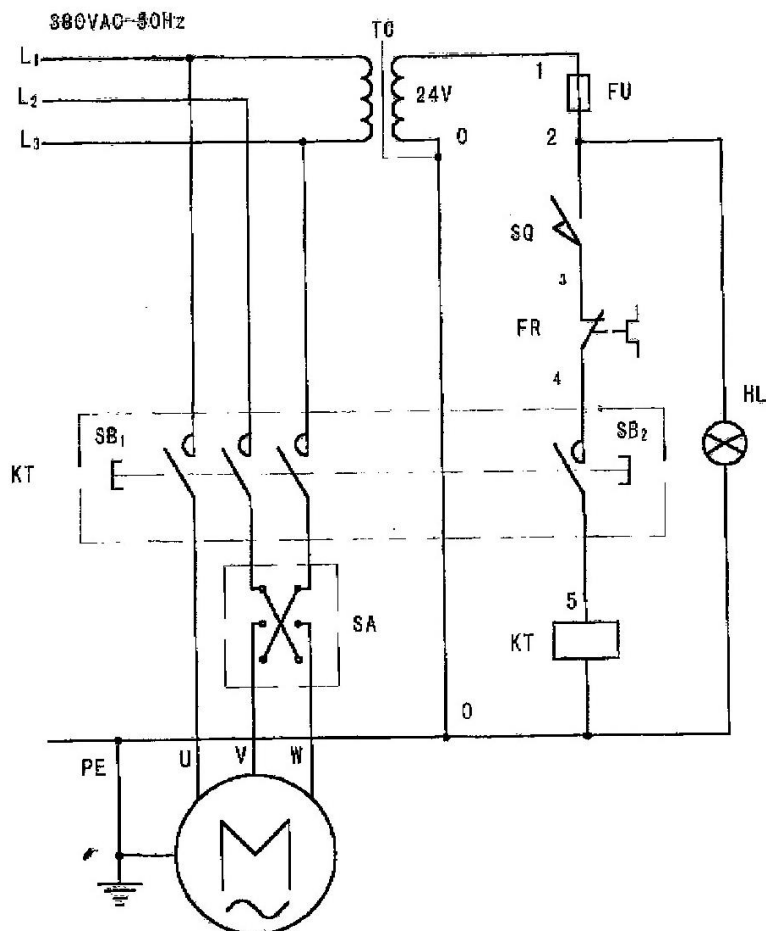 380VAC~50Hz
TC
L1
1
FU
L2
24V
L3
0
2
SQ
3
FR
4
HL
SB1
SB2
KT
5
SA
KT
0
PE
U
V
W
M